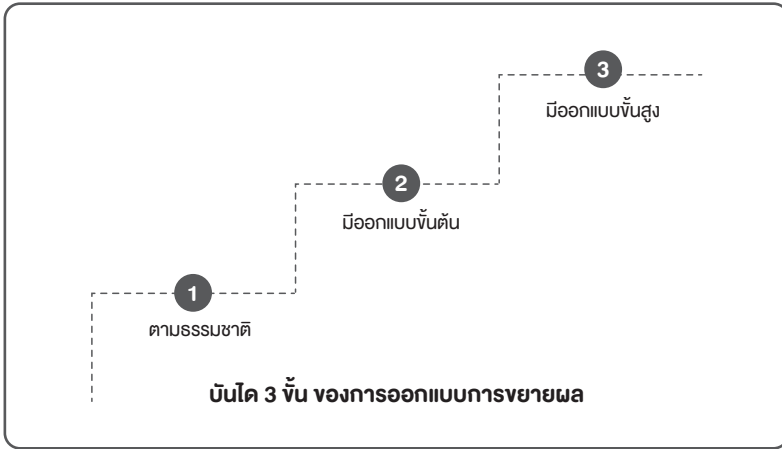 3
มีออกแบบขั้นสูง
2
มีออกแบบขั้นต้น
1
ตามธรรมชาติ
บันได 3 ขั้น ของการออกแบบการขยายผล